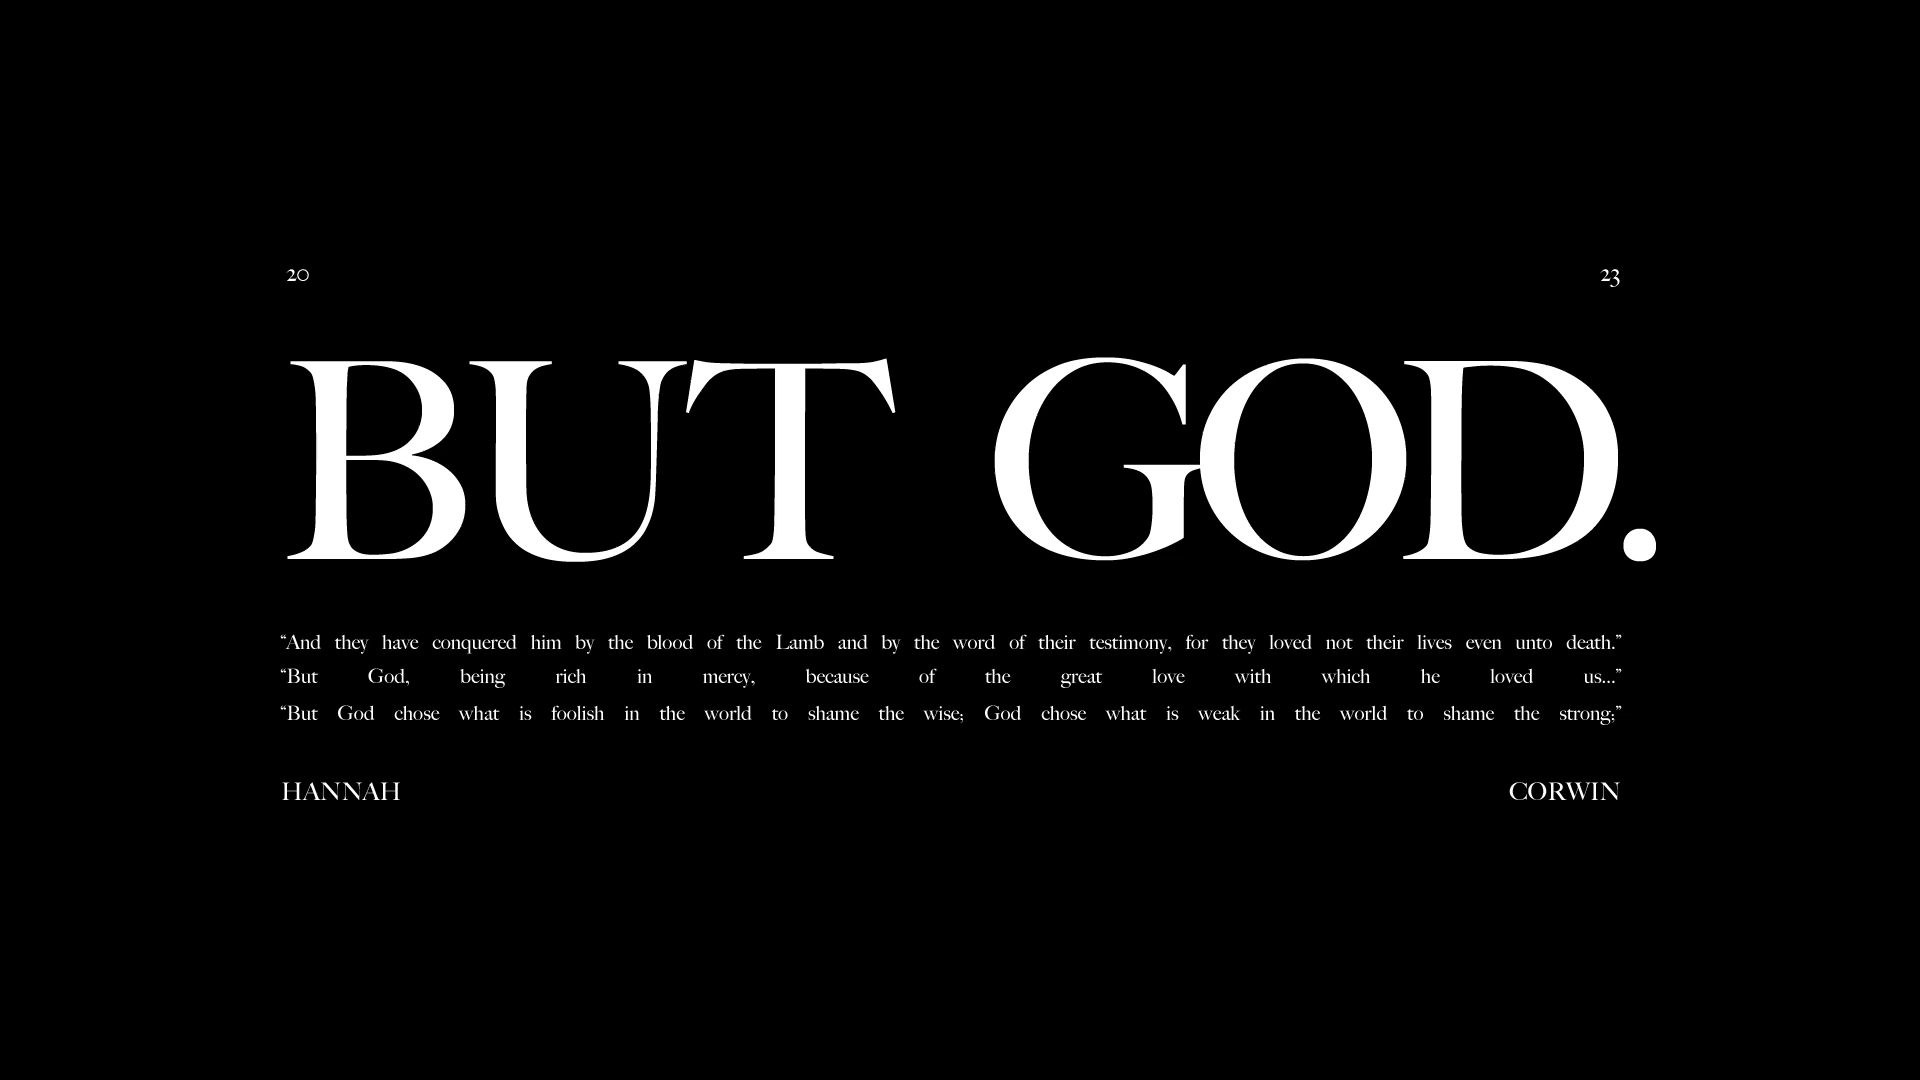 20 23
BUT GOD.
“And they have conquered him by the blood of the Lamb and by the word of their testimony, for they loved not their lives even unto death.”
“But God, being rich in mercy, because of the great love with which he loved us...”
“But God chose what is foolish in the world to shame the wise; God chose what is weak in the world to shame the strong;”
HANNAH CORWIN